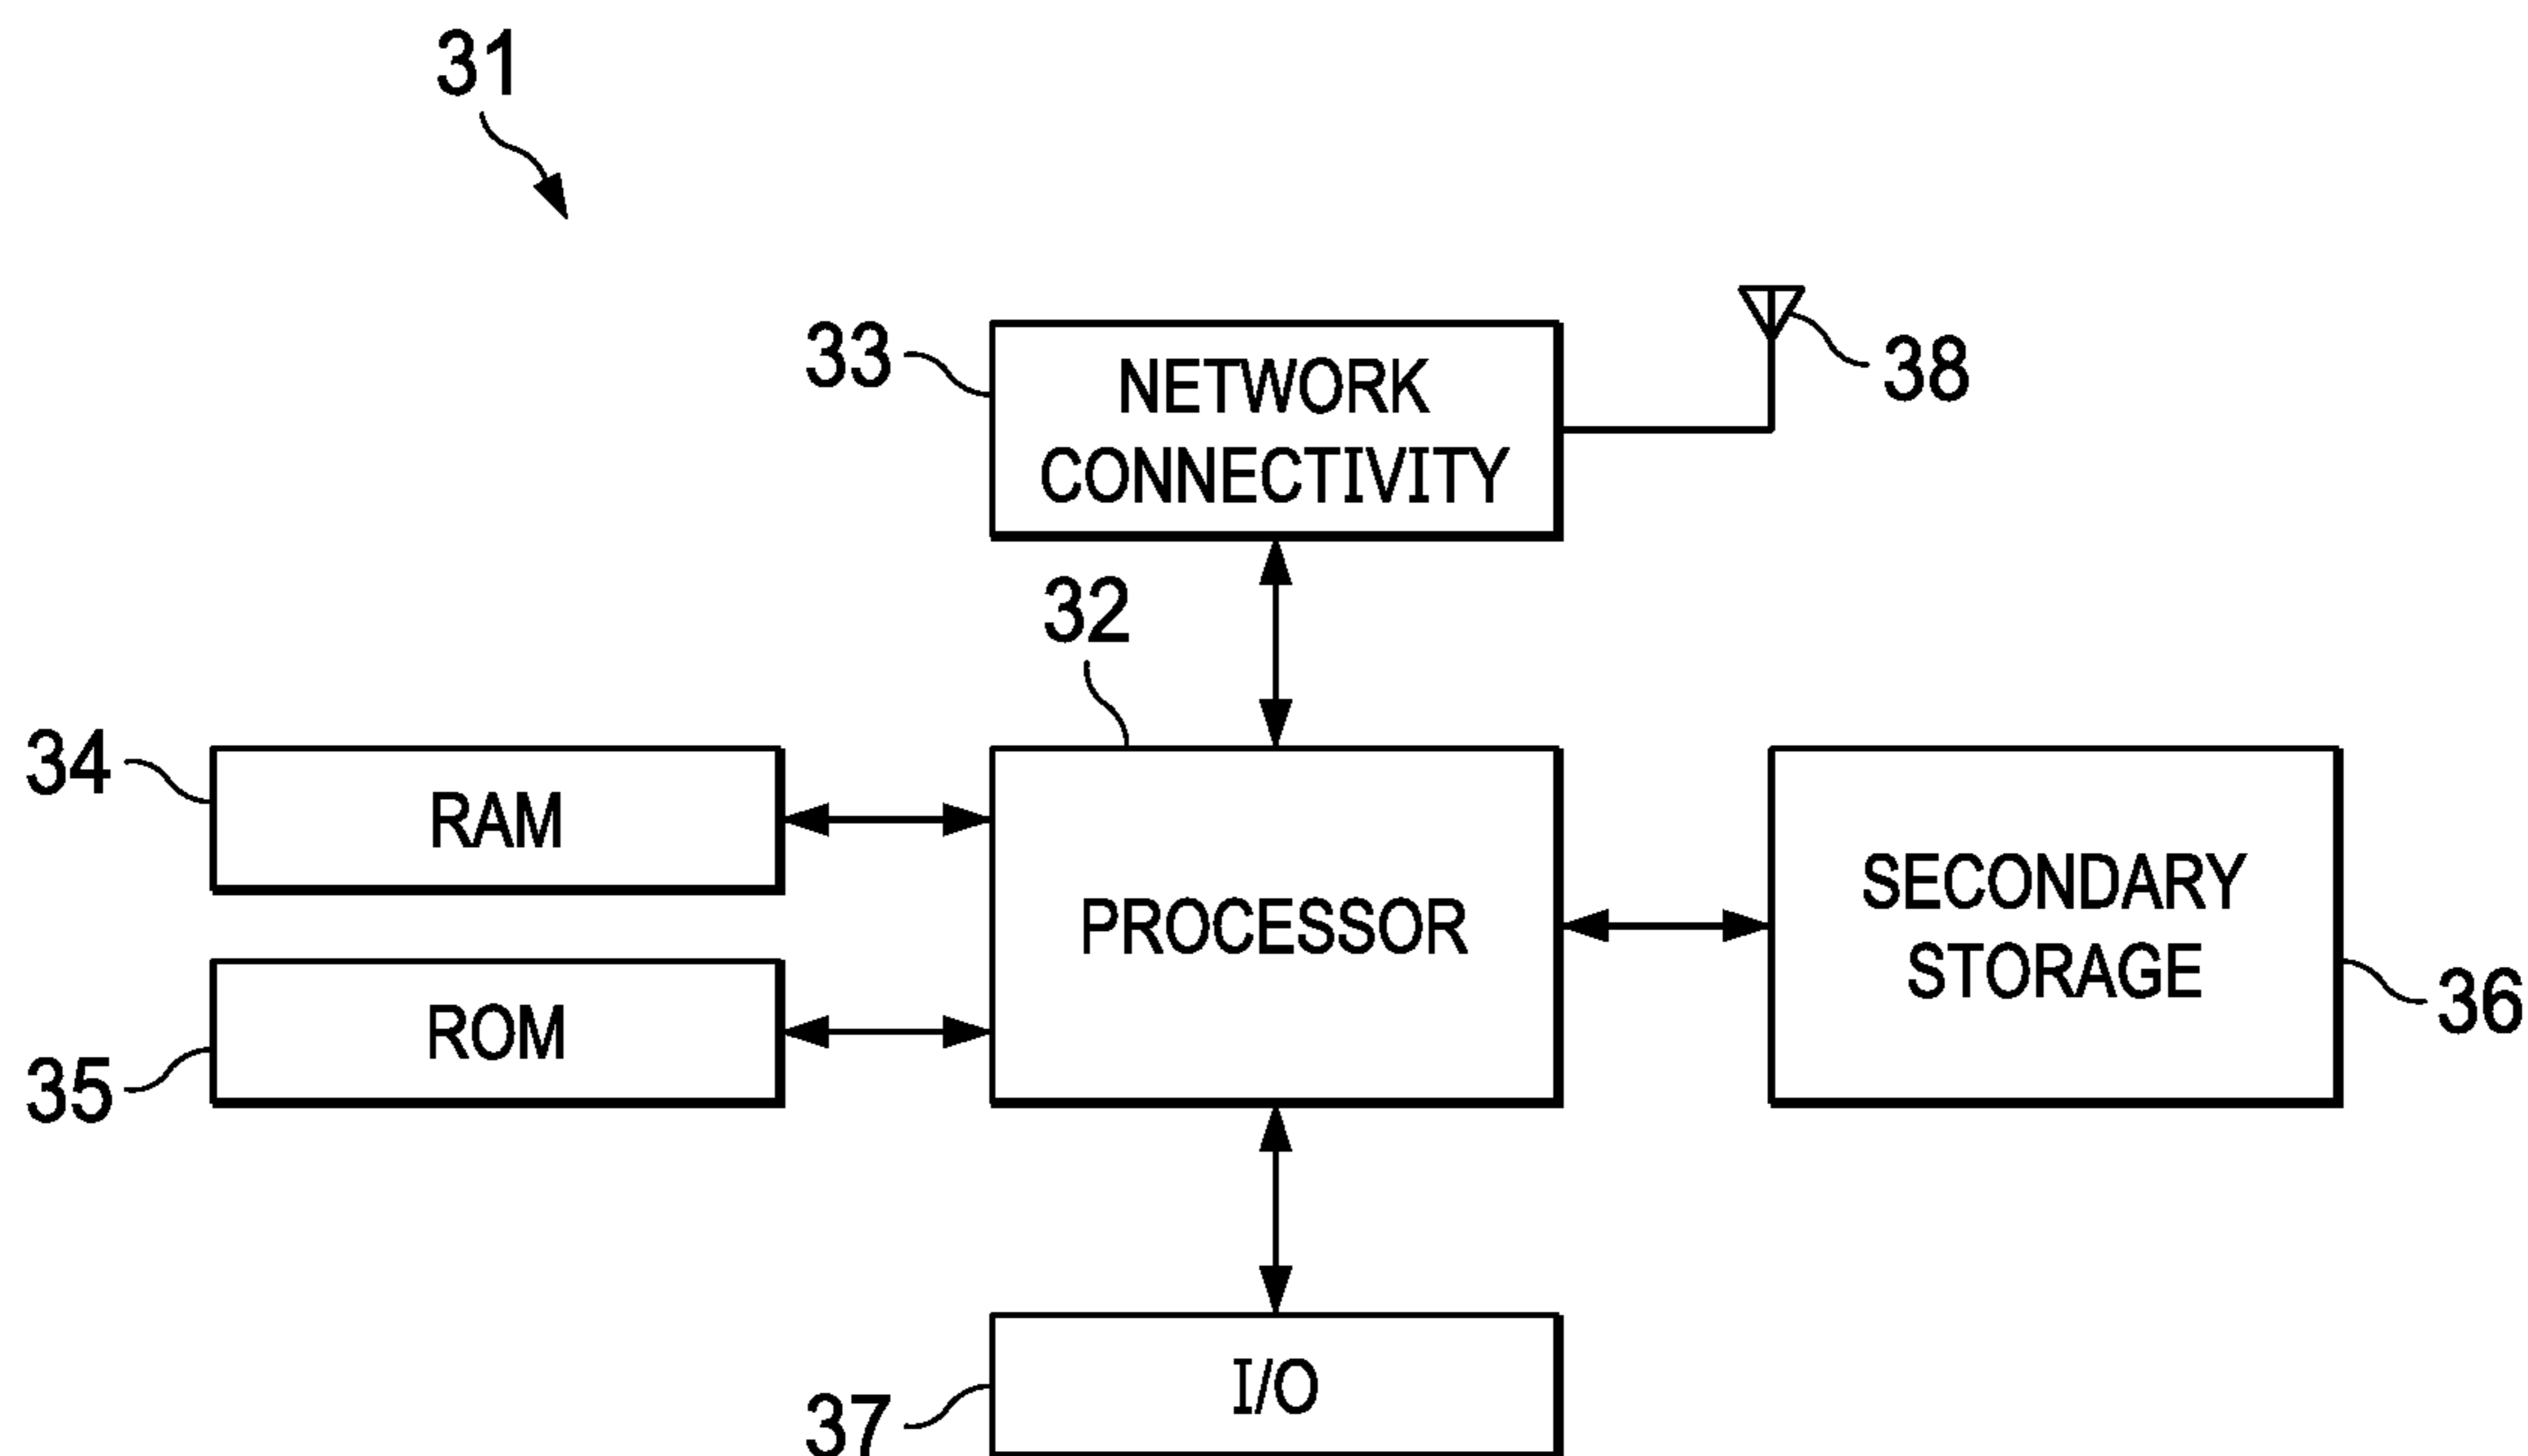 31
33
NETWORK
CONNECTIVITY
38
32
34
RAM
PROCESSOR
SECONDARY
STORAGE
36
ROM
35
I/O
37